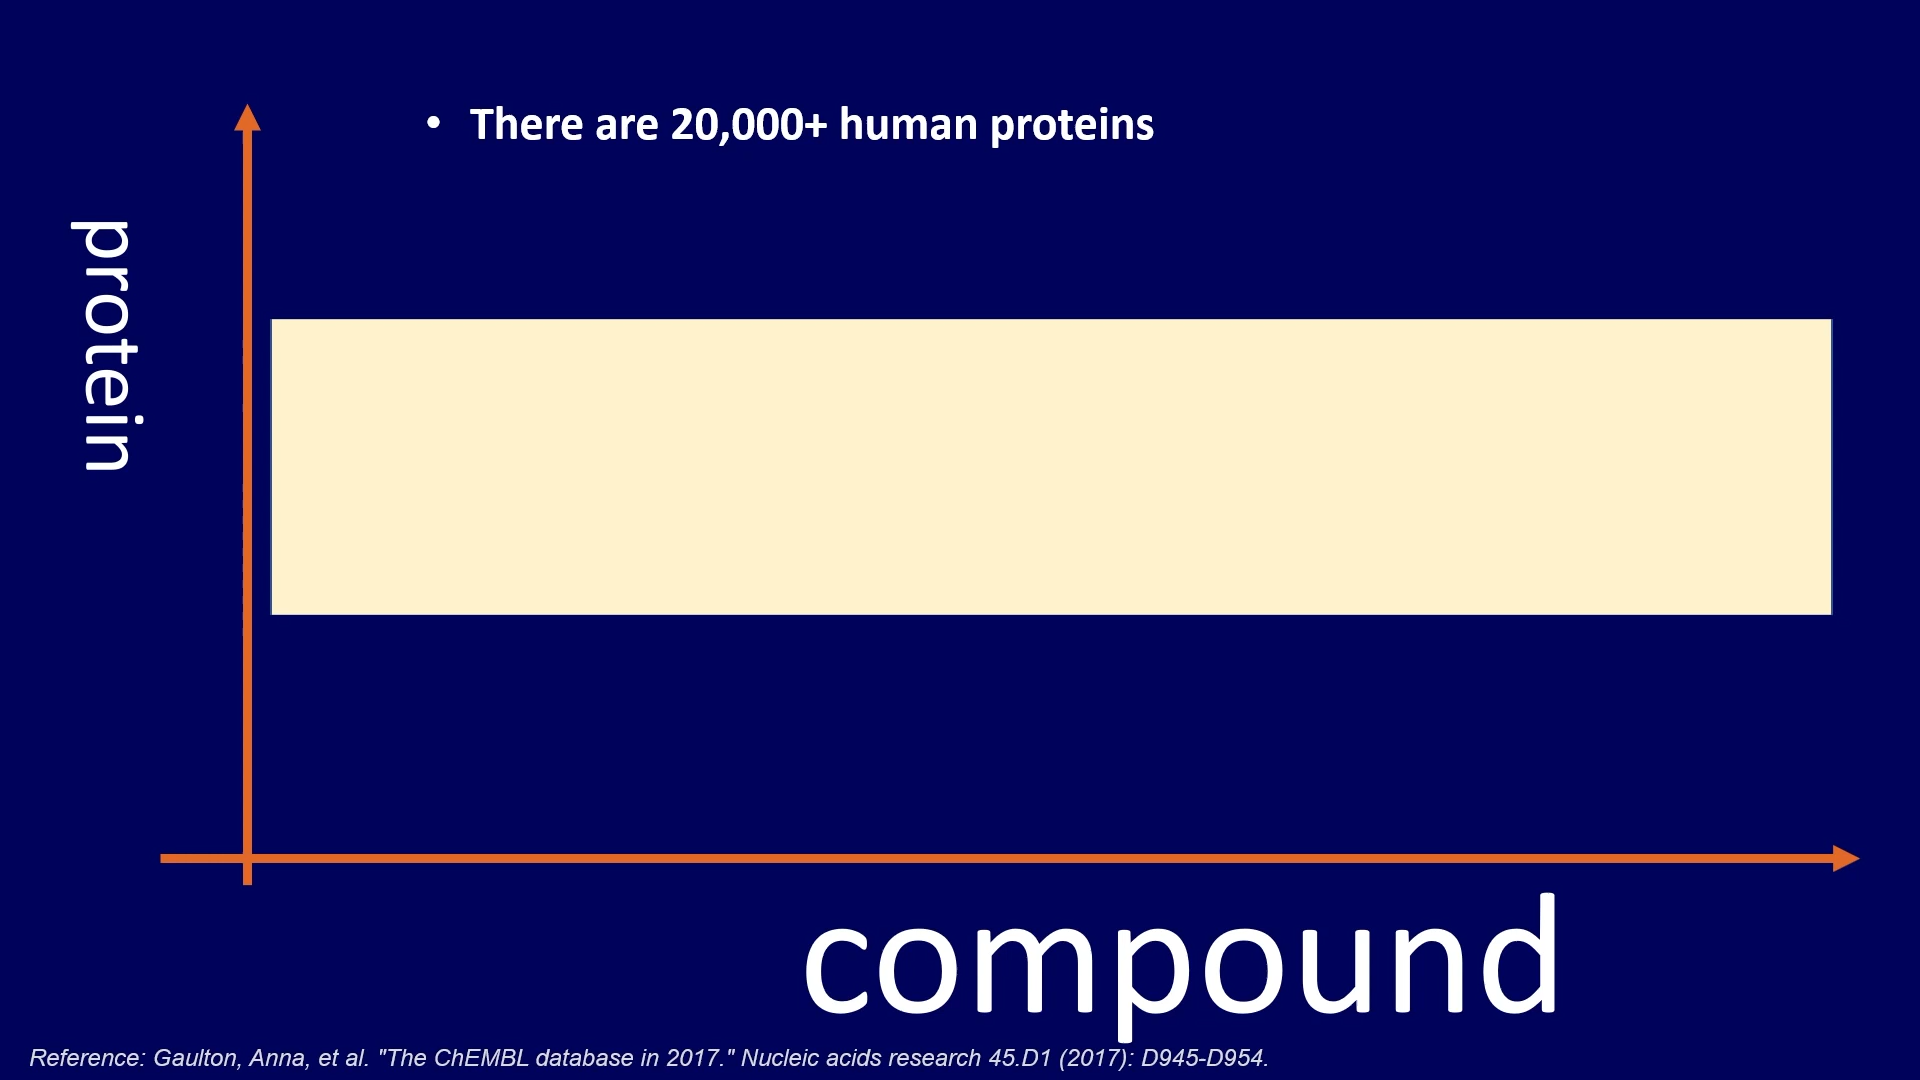 • There are 20,000+ human proteins
protein
compound
Reference: Gaulton, Anna, et al. "The ChEMBL database in 2017." Nucleic acids research 45.D1 (2017): D945-D954.